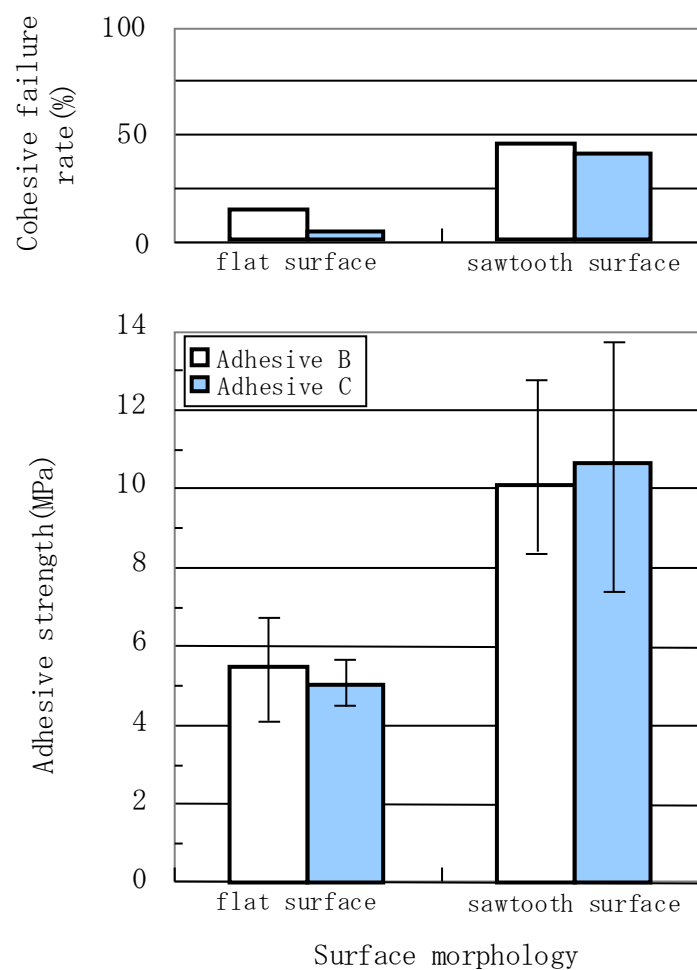 Cohesive failure
rate(%)
100
50
0
flat surface
sawtooth surface
Adhesive strength(MPa)
14
12
10
8
6
4
2
0
Adhesive B
Adhesive C
flat surface
sawtooth surface
Surface morphology